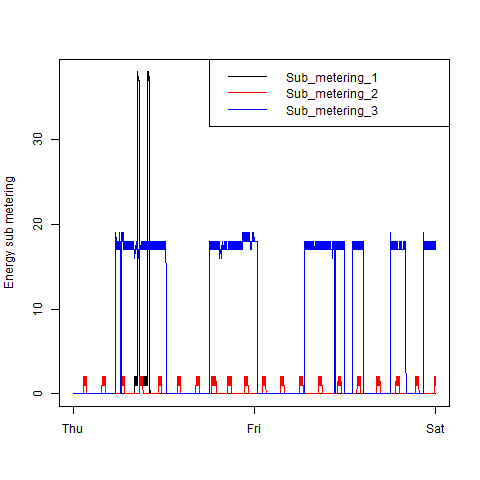 Sub_metering_1
Sub_metering_2
Sub_metering_3
Energy sub metering
30
20
10
0
Thu
Fri
Sat